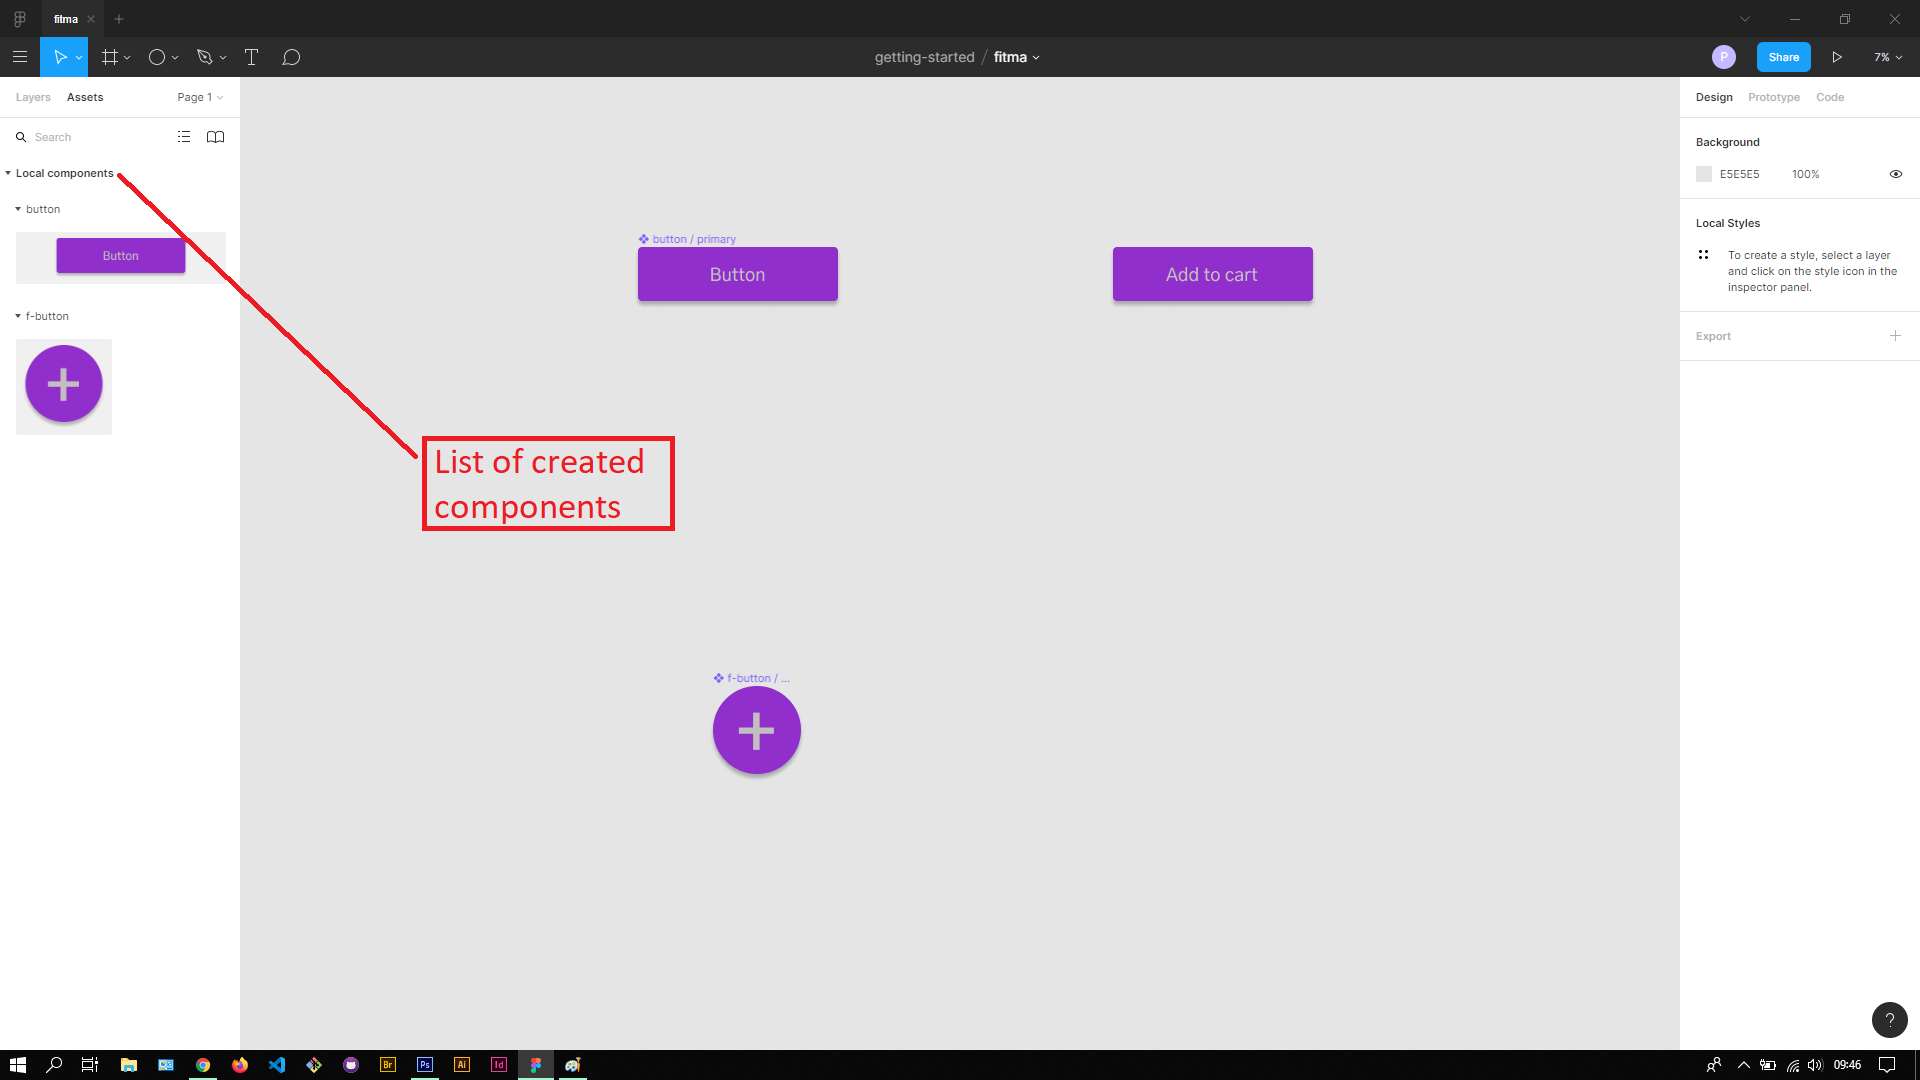 fitma
getting-started / fitma
P
Share
7%
Layers Assets Page 1
Search
Local components
button
Button
f-button
button / primary
Button
Add to cart
List of created
components
f-button / ...
Design Prototype Code
Background
E5E5E5 100%
Local Styles
To create a style, select a layer
and click on the style icon in the
inspector panel.
Export
?
Br
Ps
Ai
Id
09:46